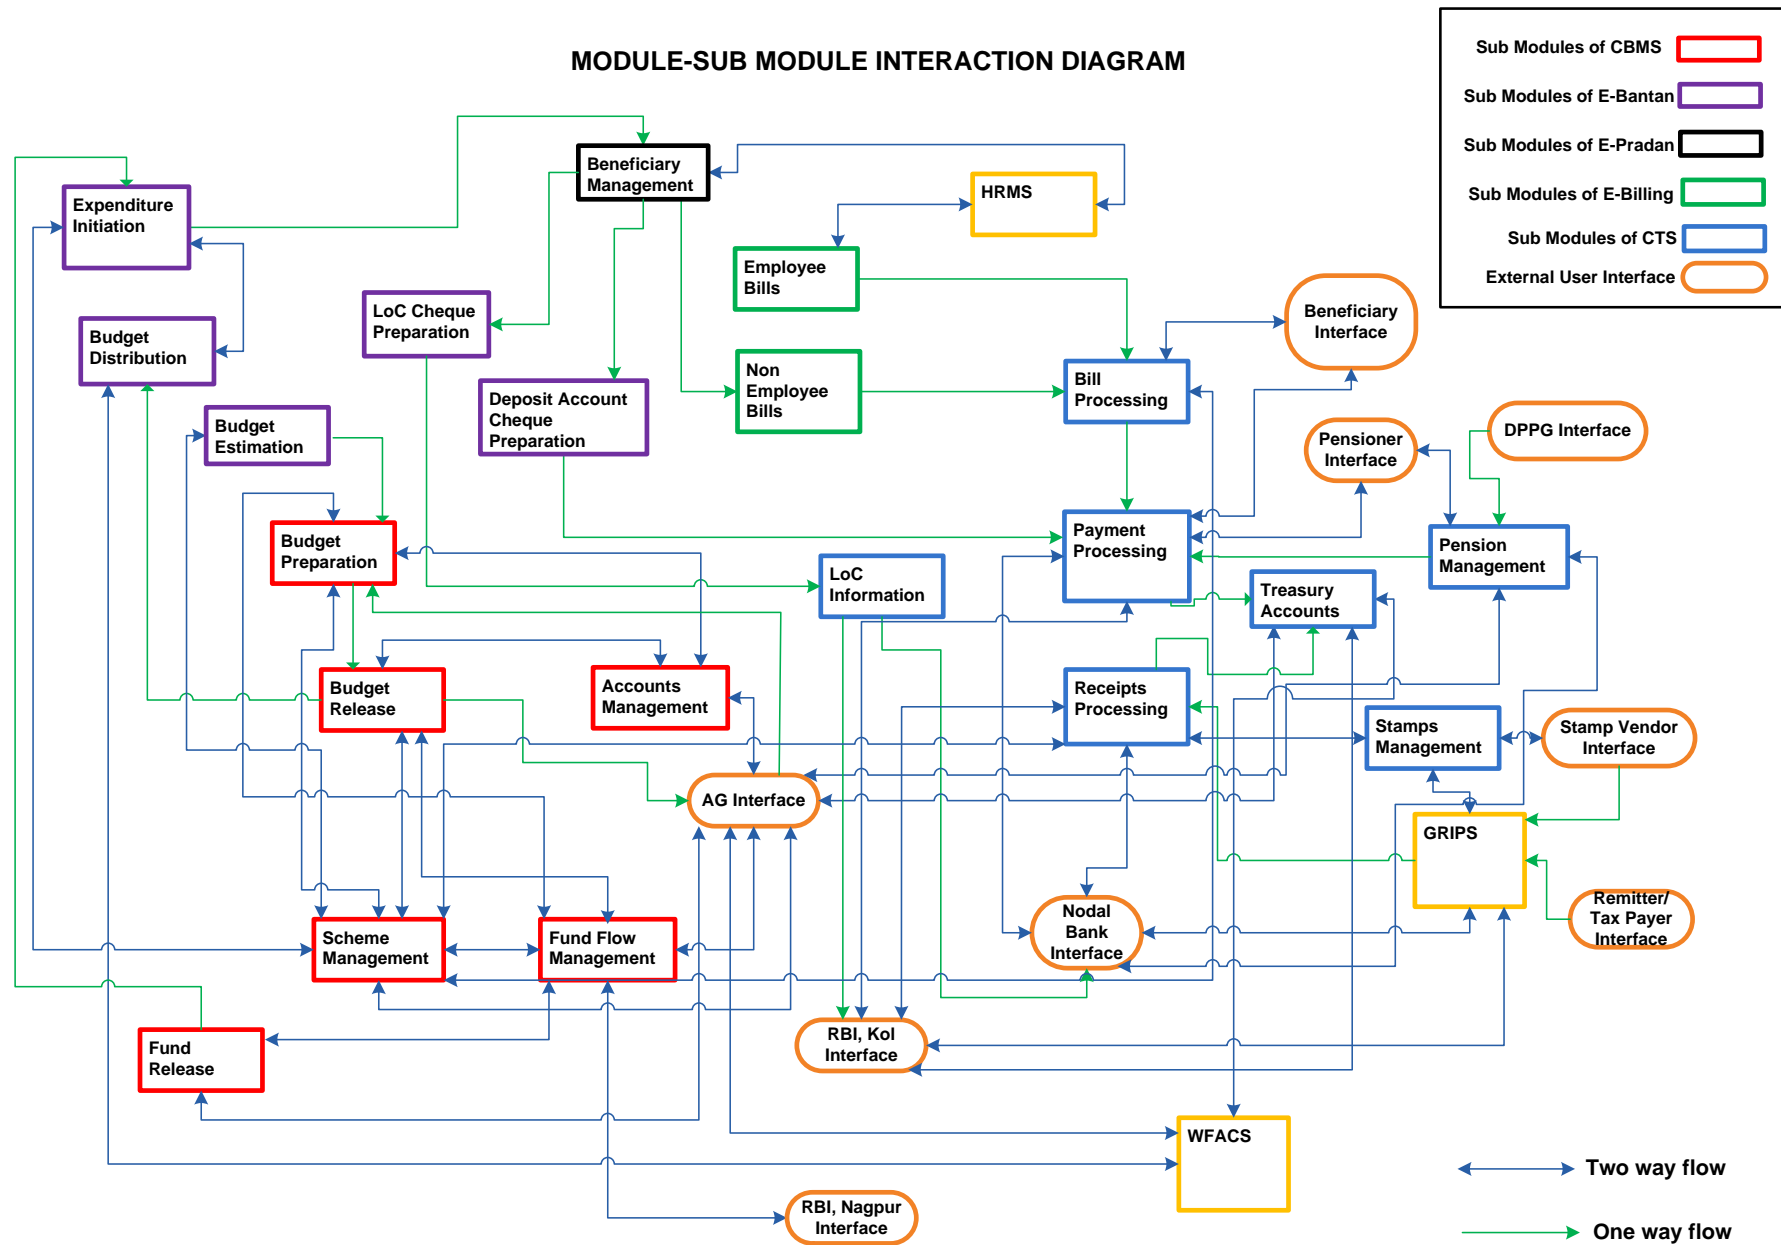 MODULE-SUB MODULE INTERACTION DIAGRAM
Sub Modules of CBMS
Sub Modules of E-Bantan
Sub Modules of E-Pradan
Sub Modules of E-Billing
Sub Modules of CTS
External User Interface
Beneficiary
Management
HRMS
Expenditure
Initiation
Employee
Bills
LoC Cheque
Preparation
Beneficiary
Interface
Budget
Distribution
Non
Employee
Bills
Bill
Processing
Deposit Account
Cheque
Preparation
Budget
Estimation
Pensioner
Interface
DPPG Interface
Budget
Preparation
Payment
Processing
Pension
Management
LoC
Information
Treasury
Accounts
Budget
Release
Accounts
Management
Receipts
Processing
Stamps
Management
Stamp Vendor
Interface
AG Interface
GRIPS
Nodal
Bank
Interface
Remitter/
Tax Payer
Interface
Scheme
Management
Fund Flow
Management
Fund
Release
RBI, Kol
Interface
WFACS
RBI, Nagpur
Interface
Two way flow
One way flow